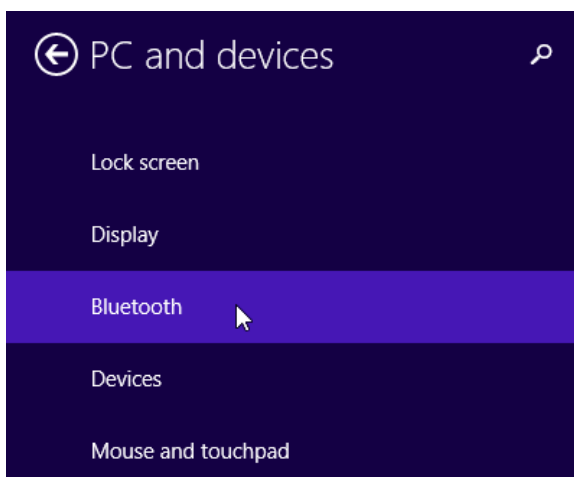 PC and devices
Lock screen
Display
Bluetooth
Devices
Mouse and touchpad